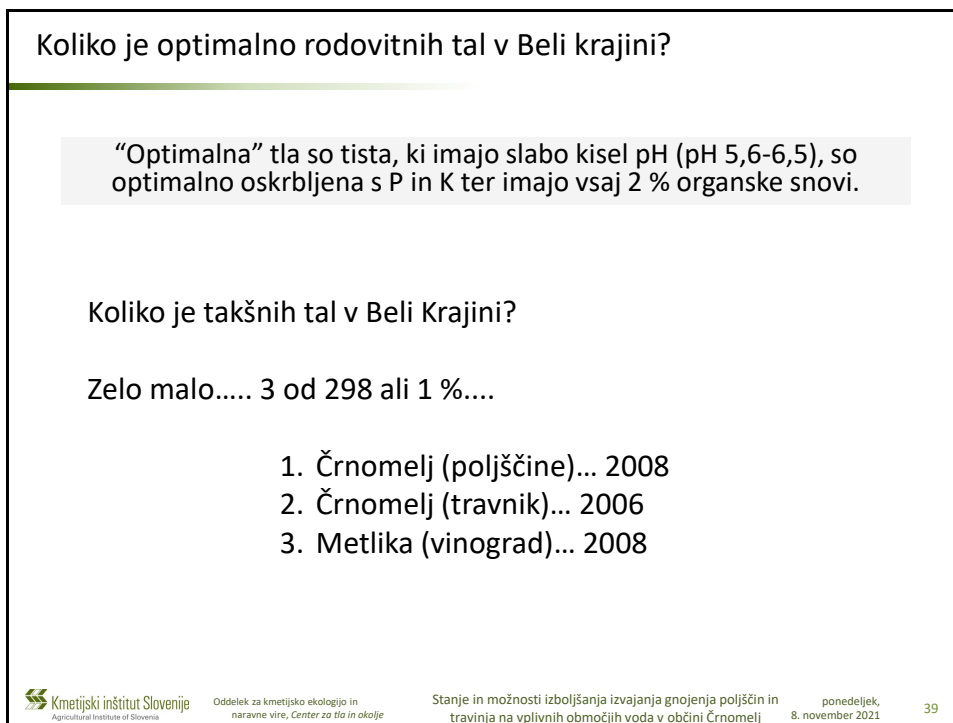 Koliko je optimalno rodovitnih tal v Beli krajini?
“Optimalna” tla so tista, ki imajo slabo kisel pH (pH 5,6-6,5), so
optimalno oskrbljena s P in K ter imajo vsaj 2 % organske snovi.
Koliko je takšnih tal v Beli Krajini?
Zelo malo..... 3 od 298 ali 1 %....
1. Črnomelj (poljščine)... 2008
2. Črnomelj (travnik)... 2006
3. Metlika (vinograd)... 2008
Kmetijski inštitut Slovenije
Agricultural Institute of Slovenia
Oddelek za kmetijsko ekologijo in
naravne vire, Center za tla in okolje
Stanje in možnosti izboljšanja izvajanja gnojenja poljščin in
travinja na vplivnih območjih voda v občini Črnomelj
ponedeljek,
8. november 2021
39